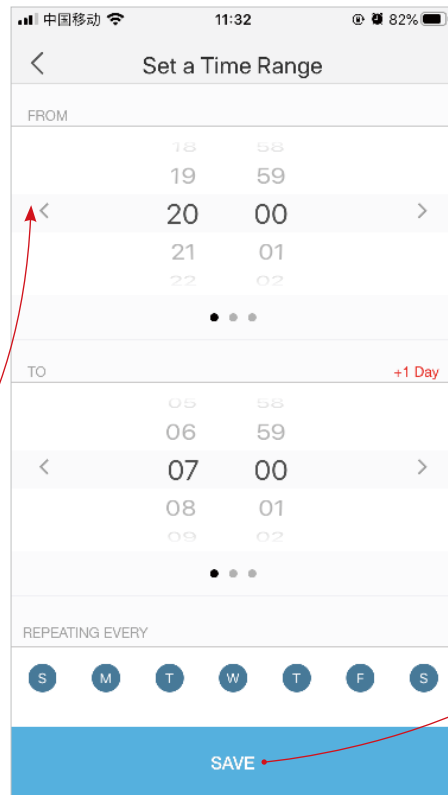 中国移动 11:32 82%
Set a Time Range
FROM
18 58
19 59
20 00
21 01
22 02
TO +1 Day
05 58
06 59
07 00
08 01
09 02
REPEATING EVERY
S M T W T F S
SAVE